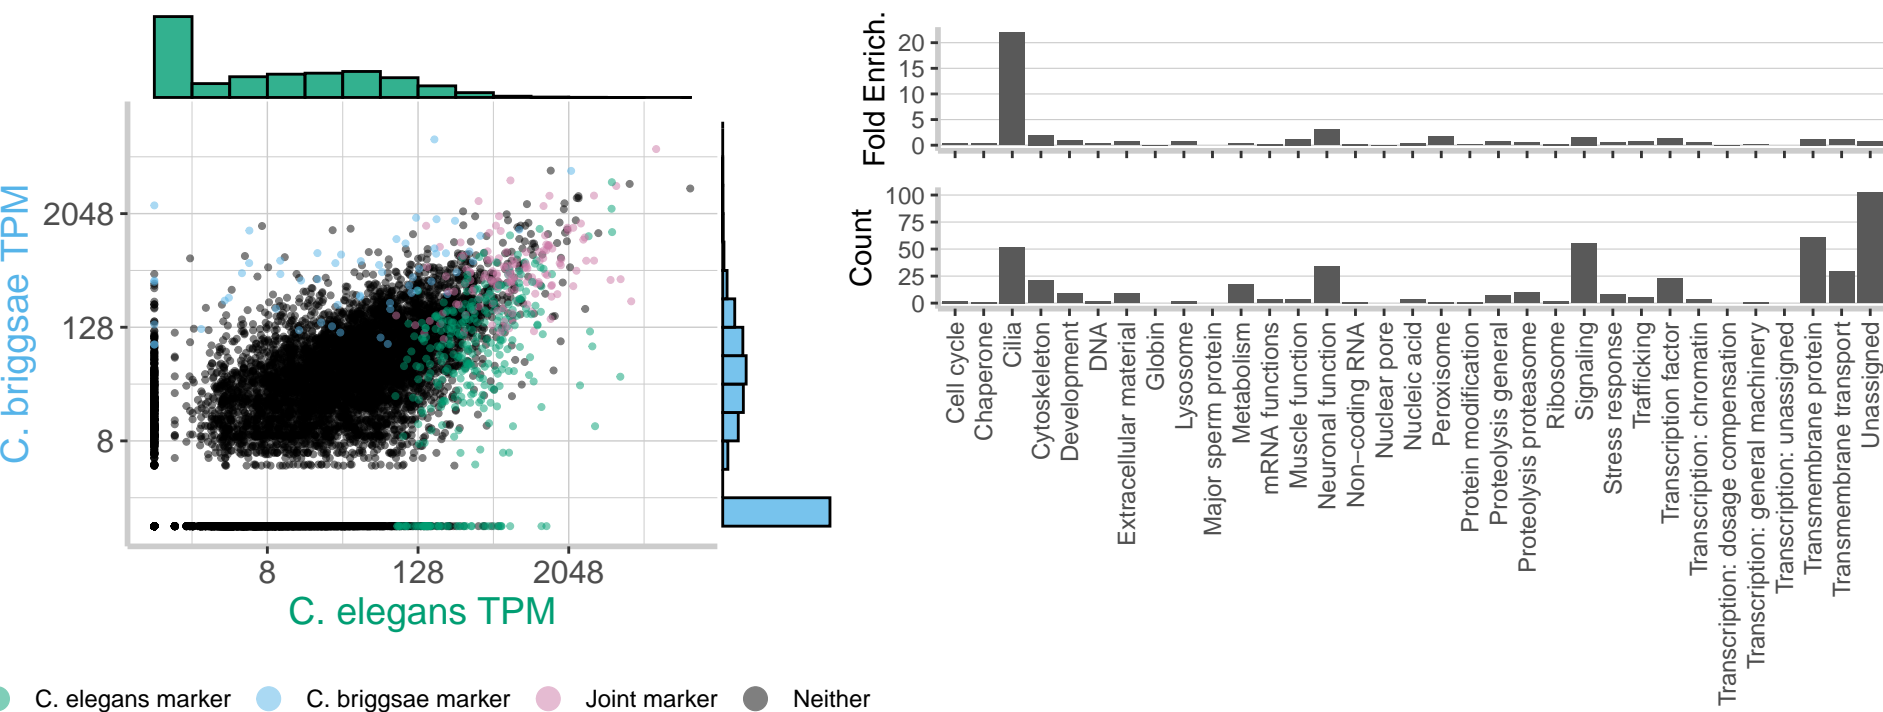 C. briggsae TPM
2048
128
8
8
128
2048
C. elegans TPM
C. elegans marker
C. briggsae marker
Joint marker
Neither
Fold Enrich.
20
15
10
5
0
Count
100
75
50
25
0
Cell cycle
Chaperone
Cilia
Cytoskeleton
Development
DNA
Extracellular material
Globin
Lysosome
Major sperm protein
Metabolism
mRNA functions
Muscle function
Neuronal function
Non−coding RNA
Nuclear pore
Nucleic acid
Peroxisome
Protein modification
Proteolysis general
Proteolysis proteasome
Ribosome
Signaling
Stress response
Trafficking
Transcription factor
Transcription: chromatin
Transcription: dosage compensation
Transcription: general machinery
Transcription: unassigned
Transmembrane protein
Transmembrane transport
Unassigned